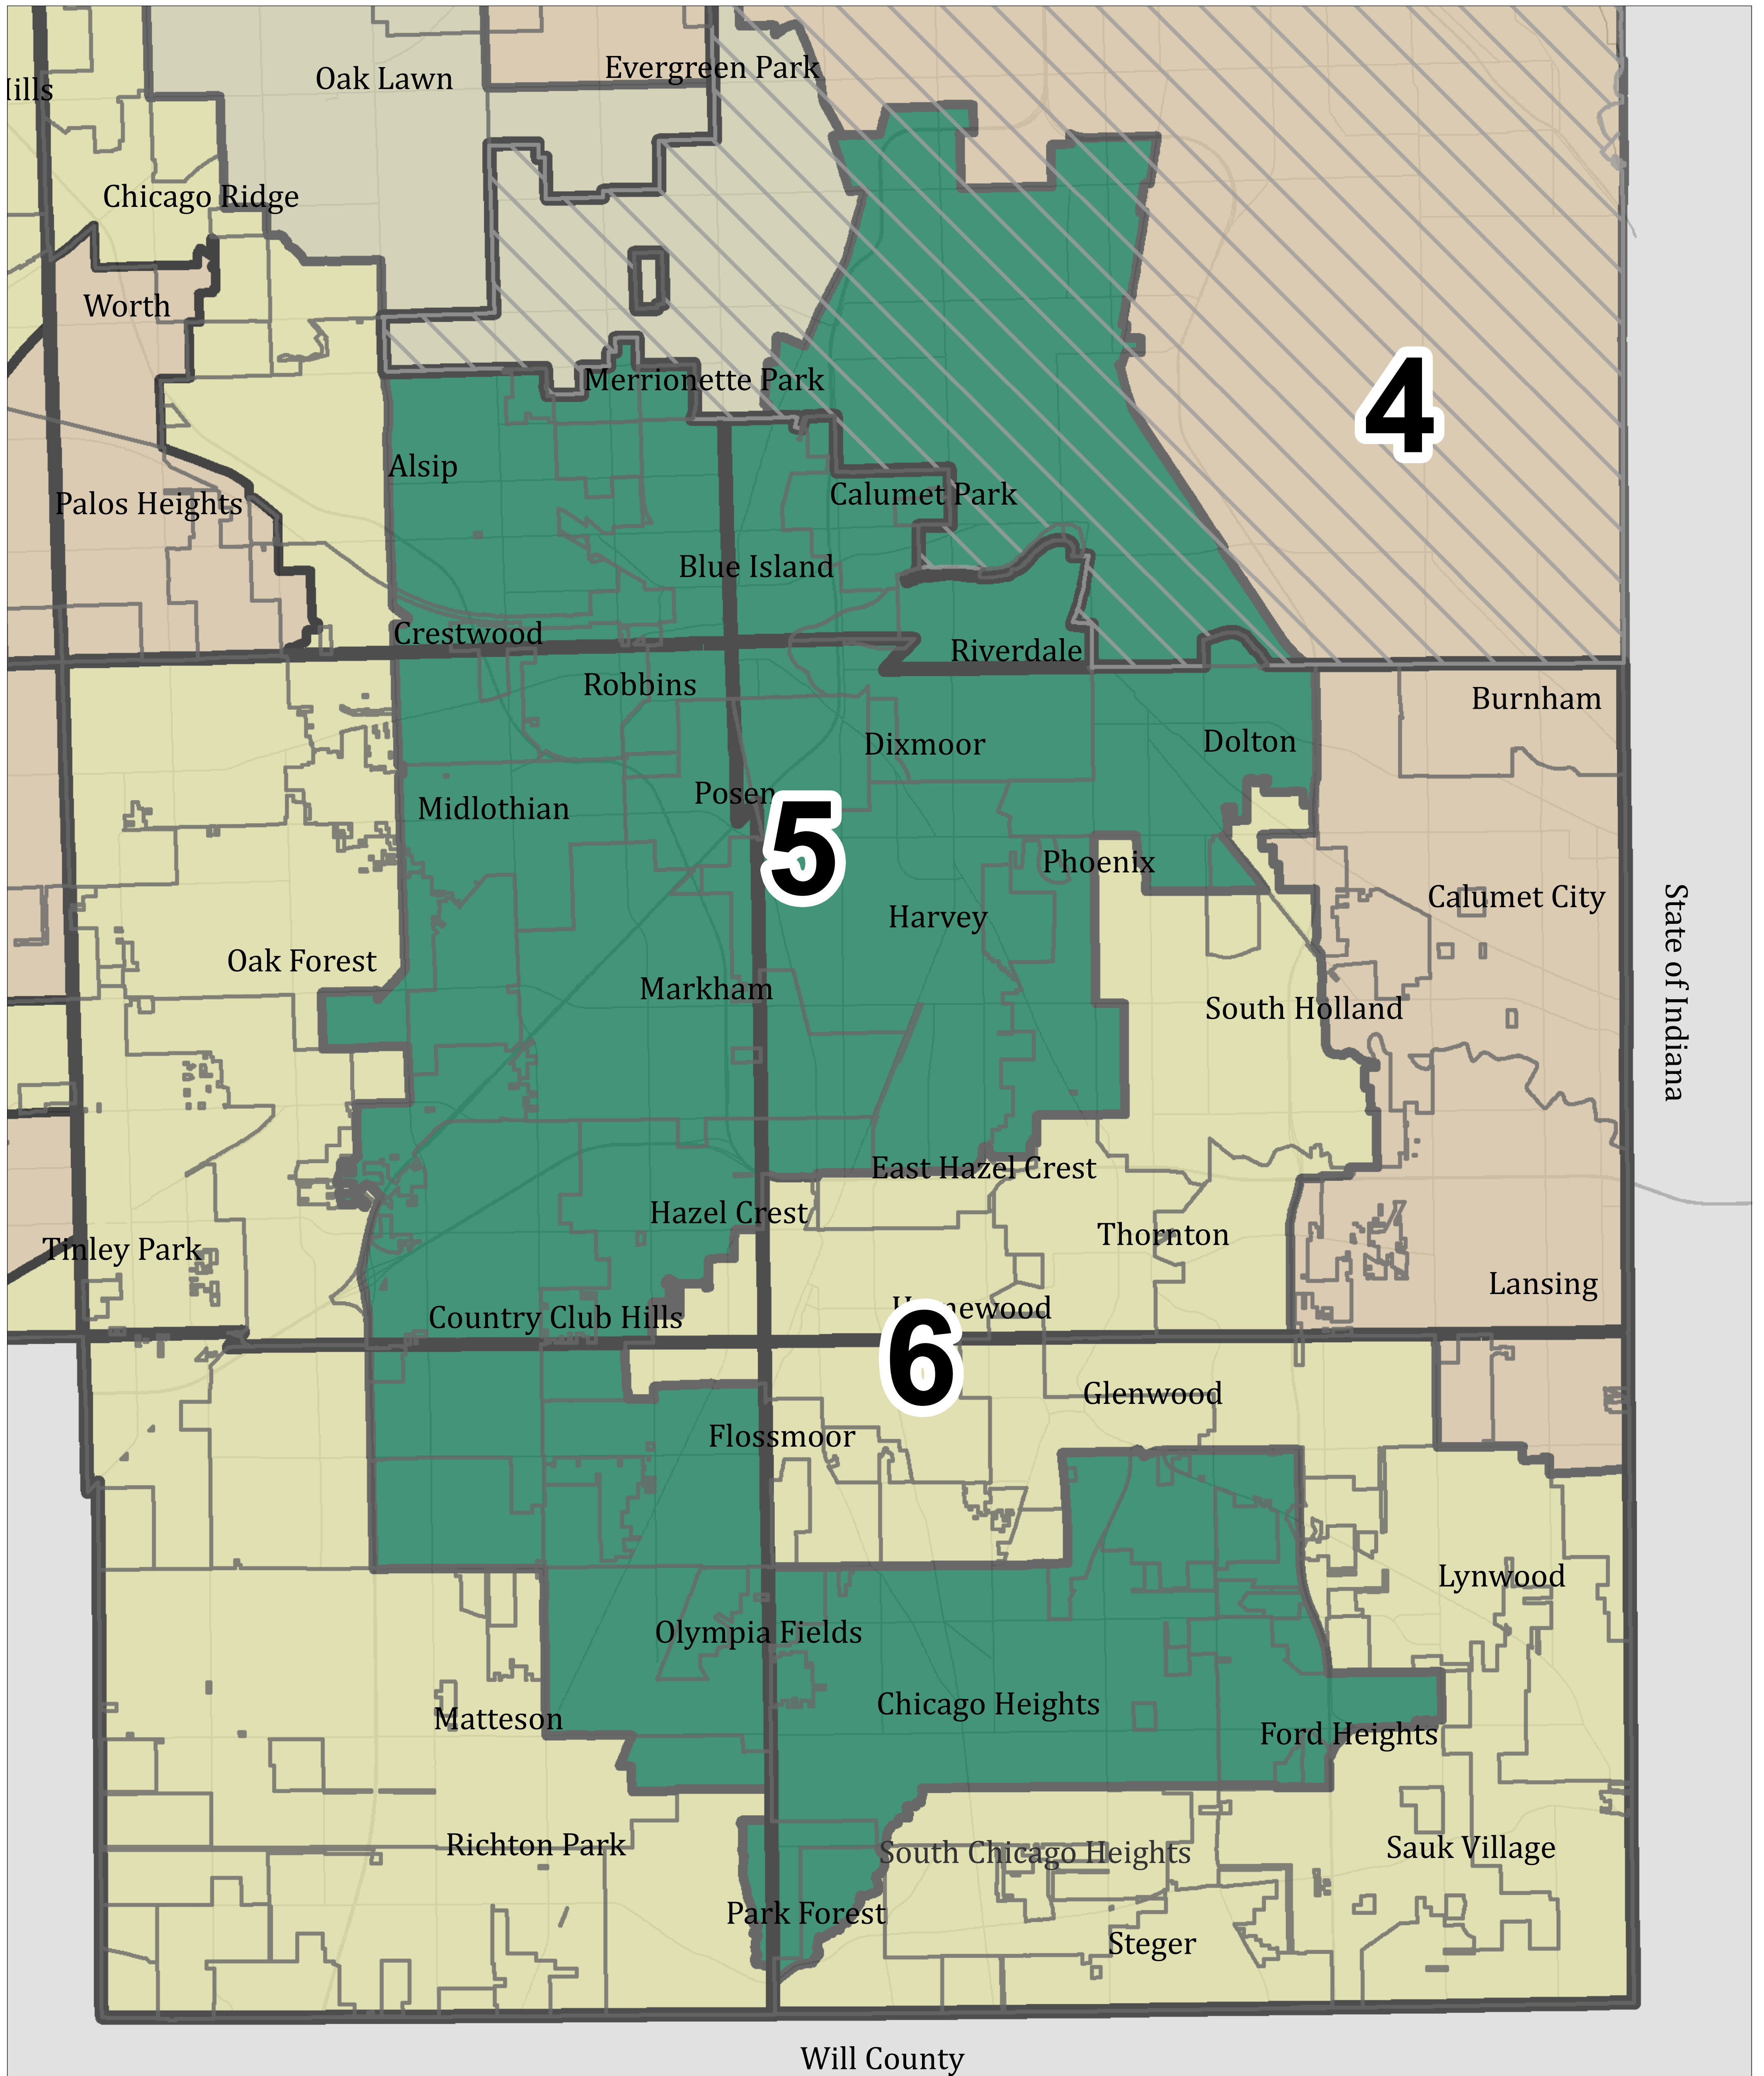 Evergreen Park
Oak Lawn
Chicago Ridge
Worth
Merrionette Park
4
Alsip
Calumet Park
Palos Heights
Blue Island
Crestwood
Riverdale
Robbins
Burnham
Dixmoor
Dolton
Posen
Midlothian
5
Phoenix
Calumet City
Harvey
Oak Forest
Markham
South Holland
State of Indiana
East Hazel Crest
Hazel Crest
Thornton
Tinley Park
Lansing
Country Club Hills
6
Glenwood
Flossmoor
Lynwood
Olympia Fields
Chicago Heights
Matteson
Ford Heights
Richton Park
South Chicago Heights
Sauk Village
Park Forest
Steger
Will County